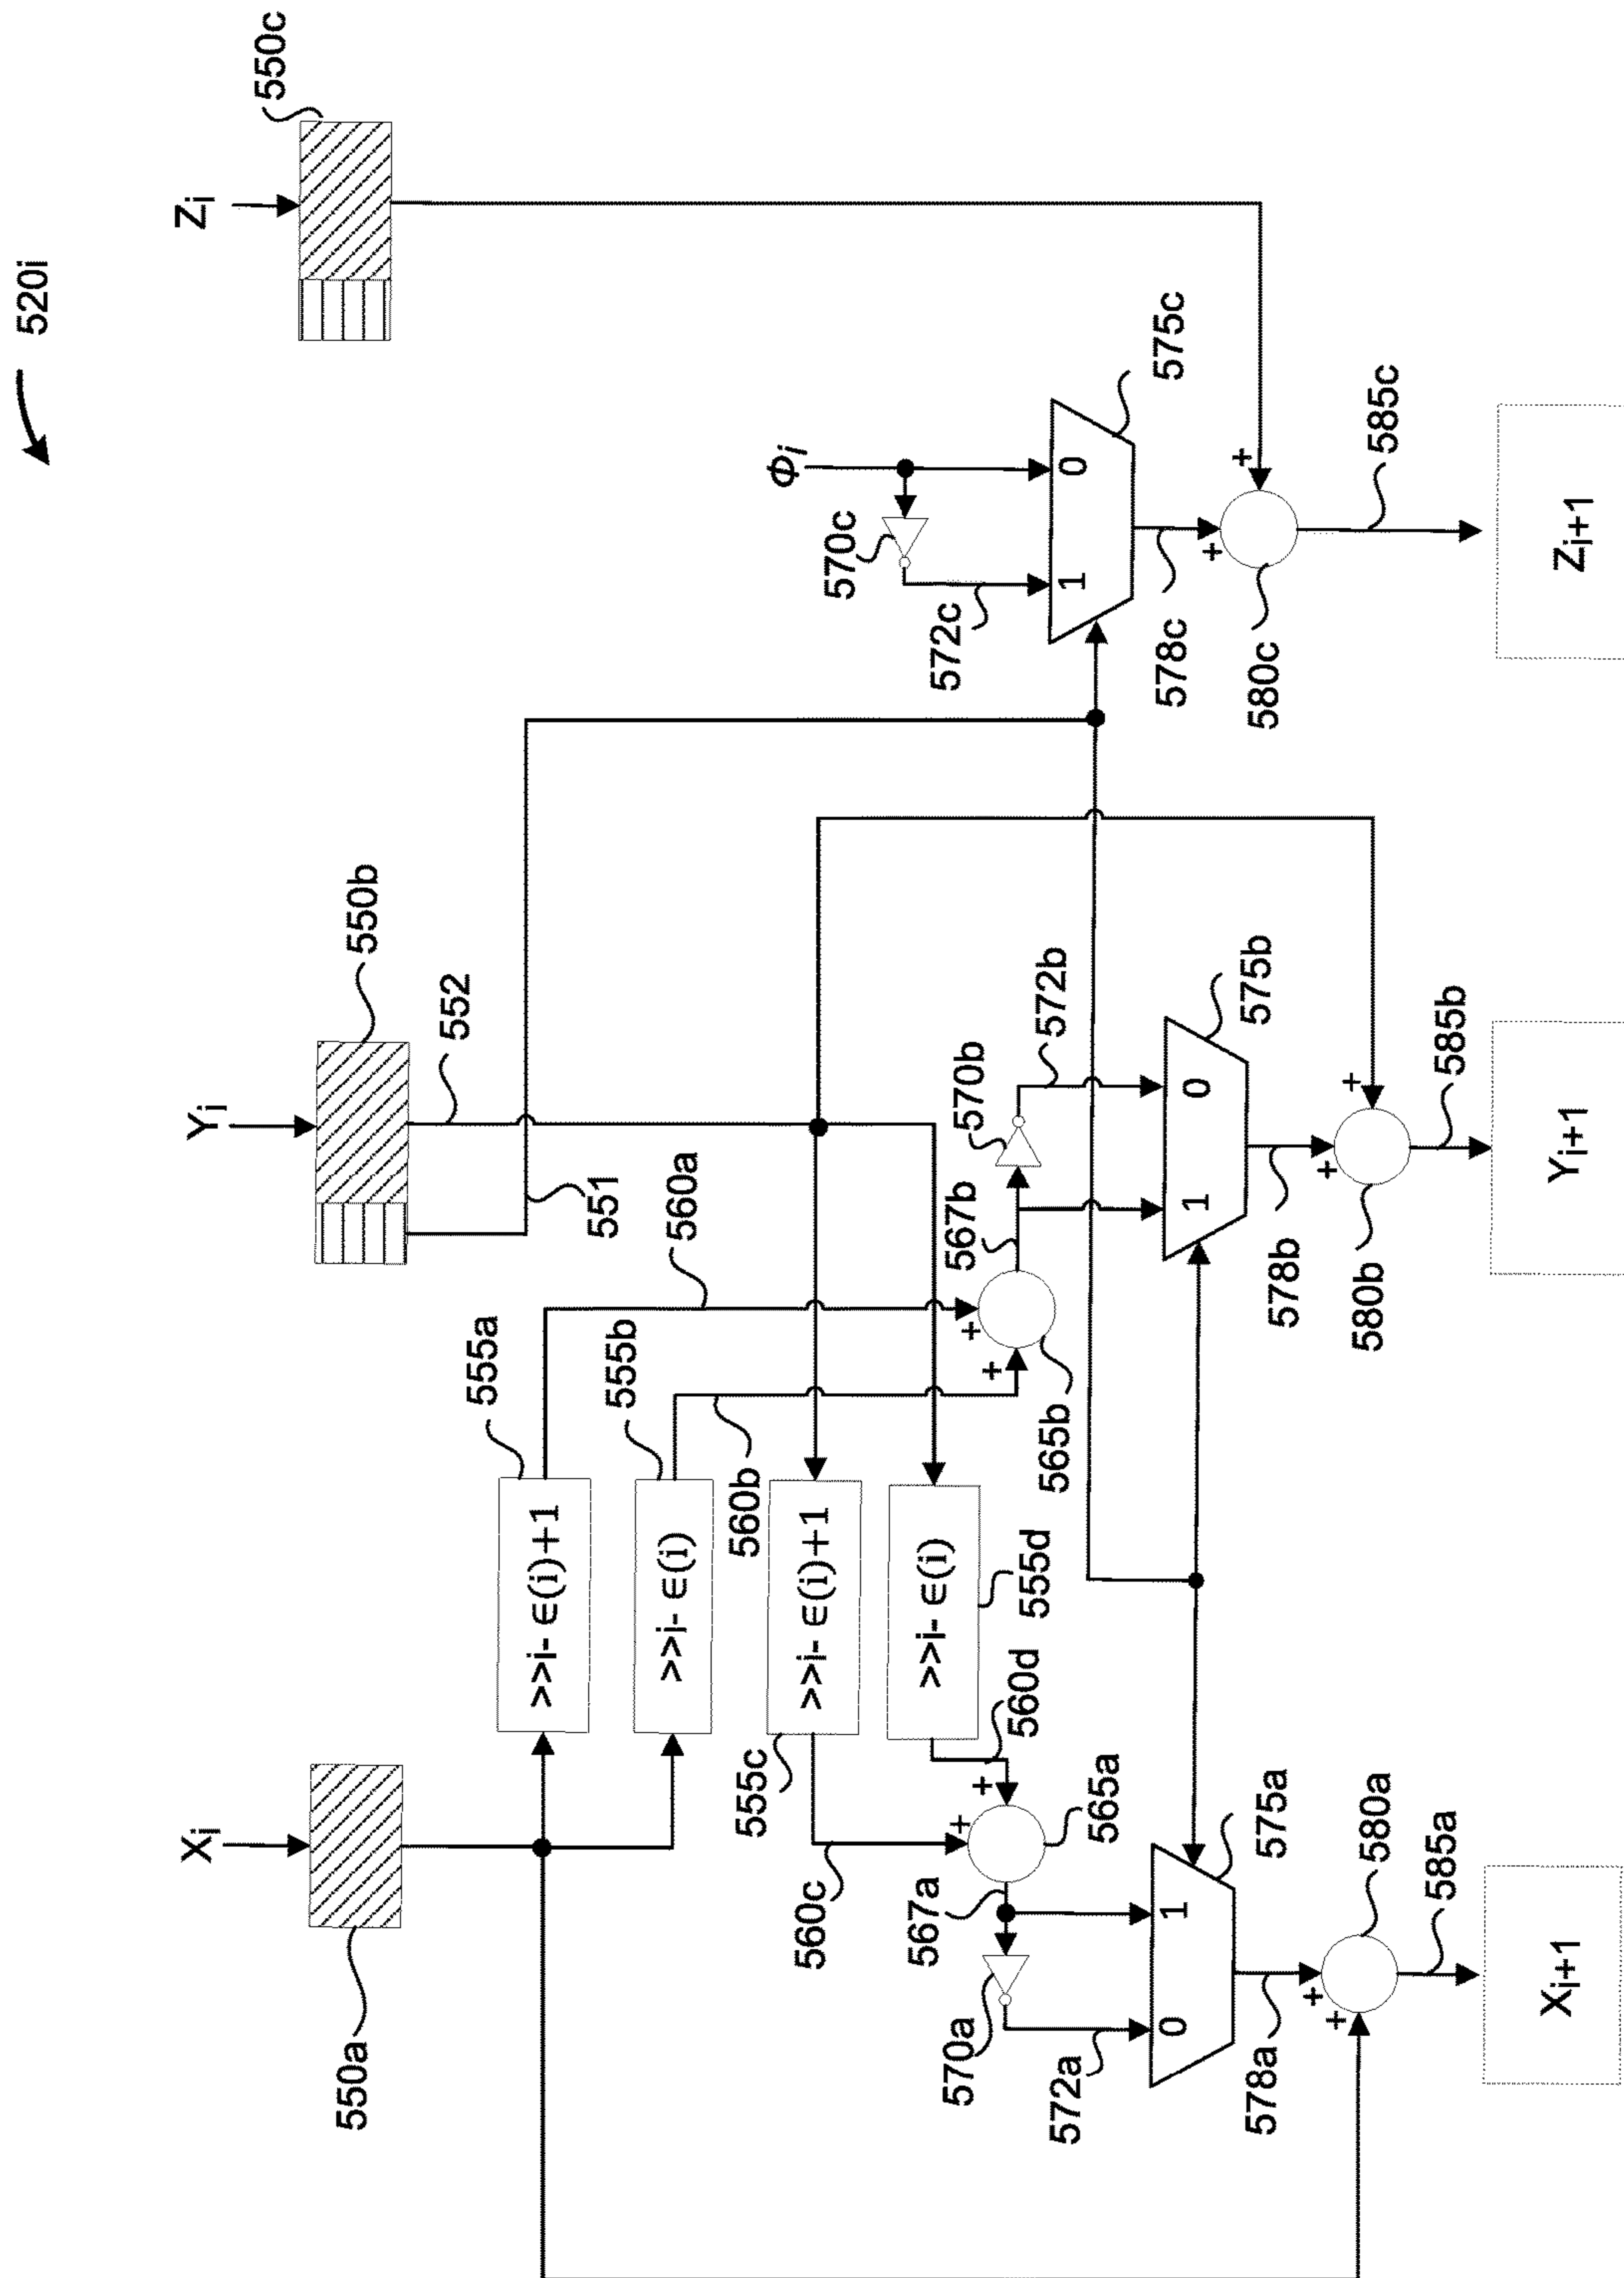 520i
Xi
Yi
Zi
550a
550b
550c
551
552
>>i- ∈(i)+1
555a
>>i- ∈(i)
555b
>>i- ∈(i)+1
555c
>>i- ∈(i)
555d
560a
560b
560c
560d
+
+
565a
567a
+
+
565b
567b
570a
572a
570b
572b
Φi
570c
572c
0
1
575a
1
0
575b
1
0
575c
578a
578b
578c
+
+
580a
+
+
580b
+
+
580c
585a
585b
585c
Xi+1
Yi+1
Zi+1